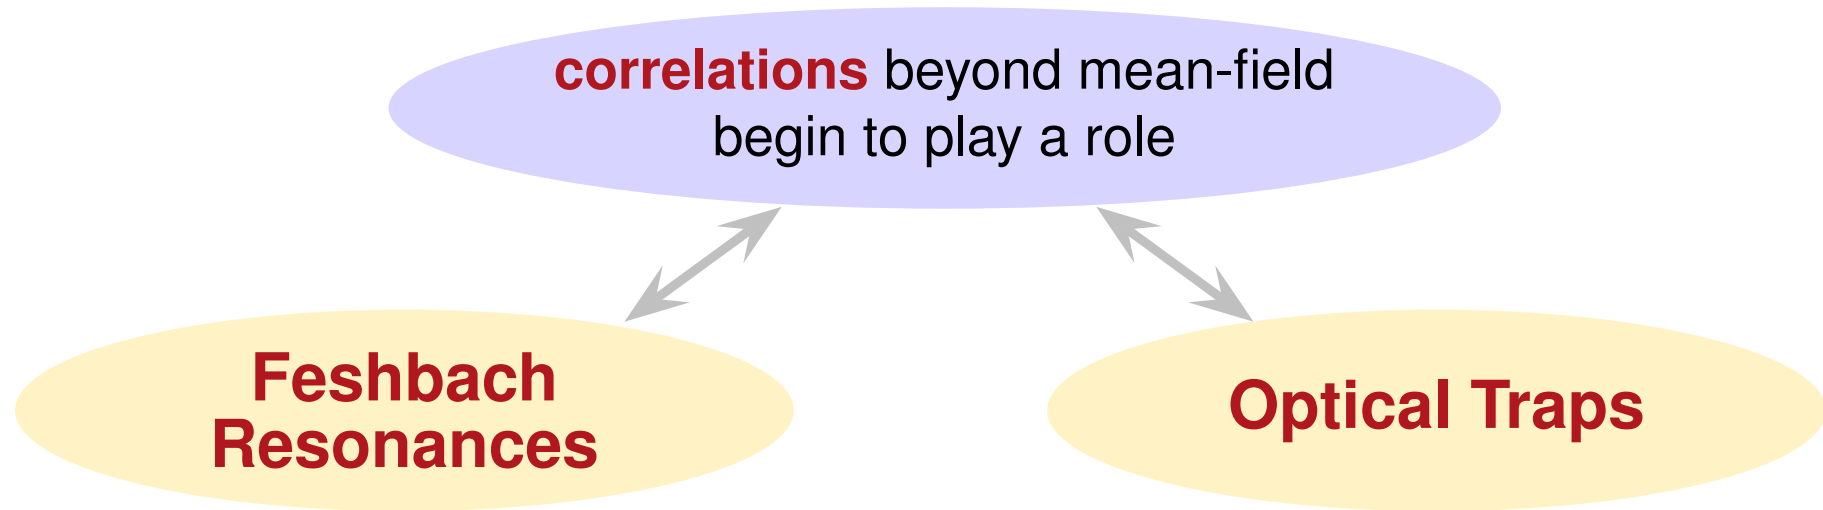 correlations beyond mean-field
begin to play a role
Feshbach
Resonances
Optical Traps